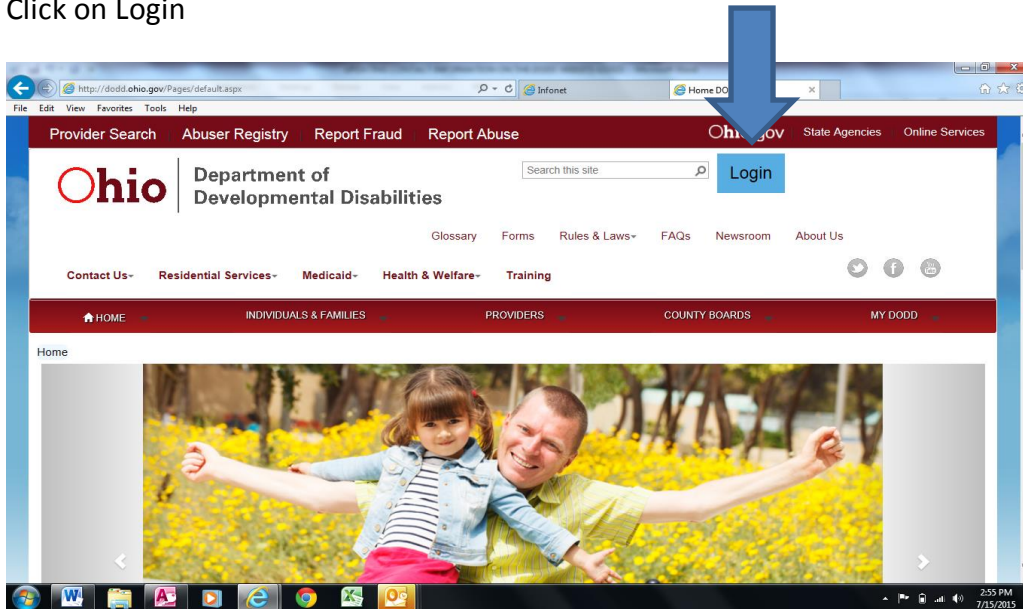 Click on Login
http://dodd.ohio.gov/Pages/default.aspx
Infonet
Home DO
File Edit View Favorites Tools Help
Provider Search Abuser Registry Report Fraud Report Abuse
State Agencies Online Services
Ohio
Department of
Developmental Disabilities
Search this site
Login
Glossary Forms Rules & Laws FAQs Newsroom About Us
Contact Us Residential Services Medicaid Health & Welfare Training
HOME INDIVIDUALS & FAMILIES PROVIDERS COUNTY BOARDS MY DODD
Home
2:55 PM
7/15/2015